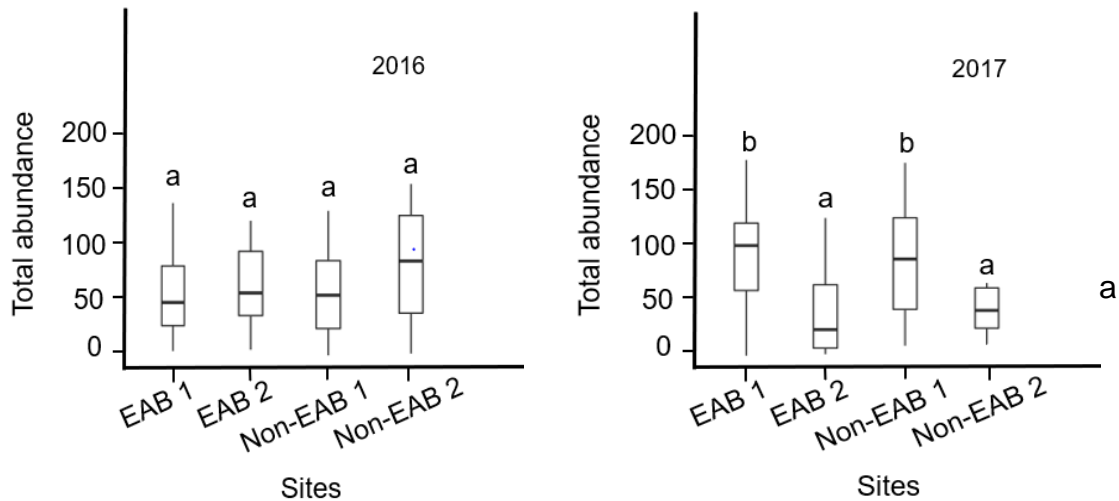 2016
Total abundance
200
150
100
50
0
a
a
a
a
EAB 1
EAB 2
Non-EAB 1
Non-EAB 2
Sites
2017
Total abundance
200
150
100
50
0
b
a
b
a
EAB 1
EAB 2
Non-EAB 1
Non-EAB 2
Sites
a